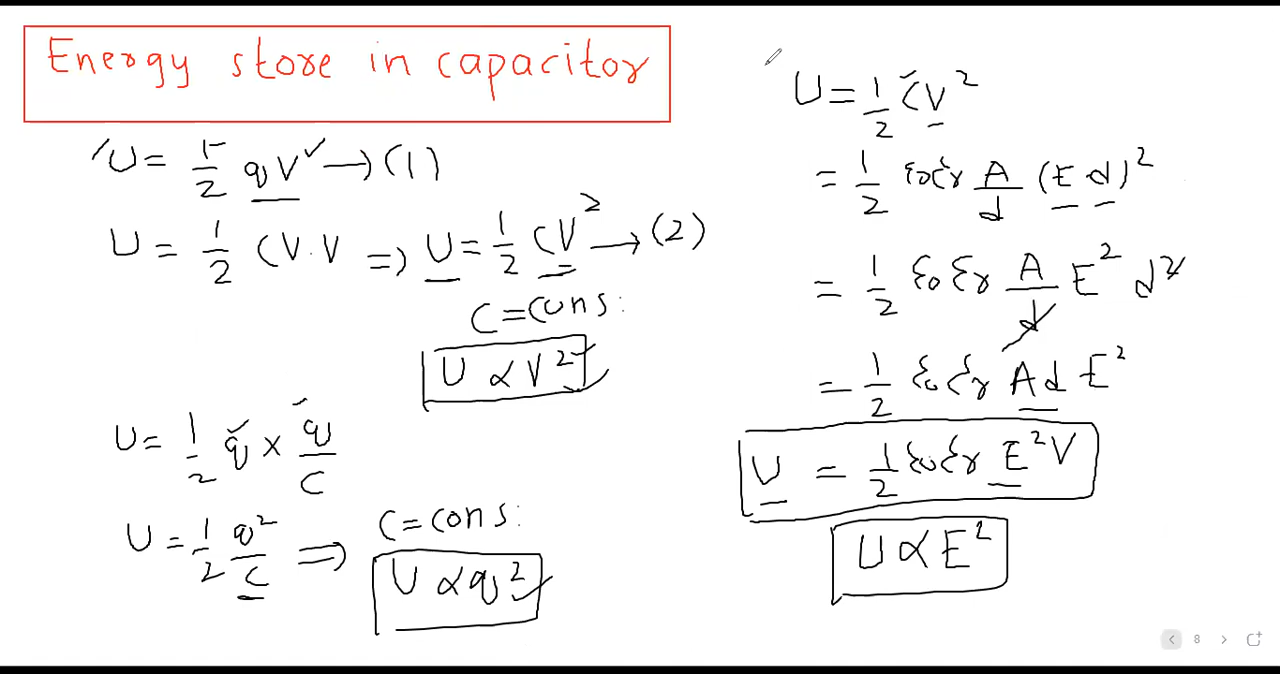 Energy store in capacitor
U = 1/2 qV → (1)
U = 1/2 CV.V => U = 1/2 CV² → (2)
C = cons:
U ∝ V²
U = 1/2 q × q/C
U = 1/2 q²/C => C = cons:
U ∝ q²
U = 1/2 CV²
= 1/2 ε₀εr A/d (Ed)²
= 1/2 ε₀εr A/d E² d²
= 1/2 ε₀εr Ad E²
U = 1/2 ε₀εr E²V
U ∝ E²
8